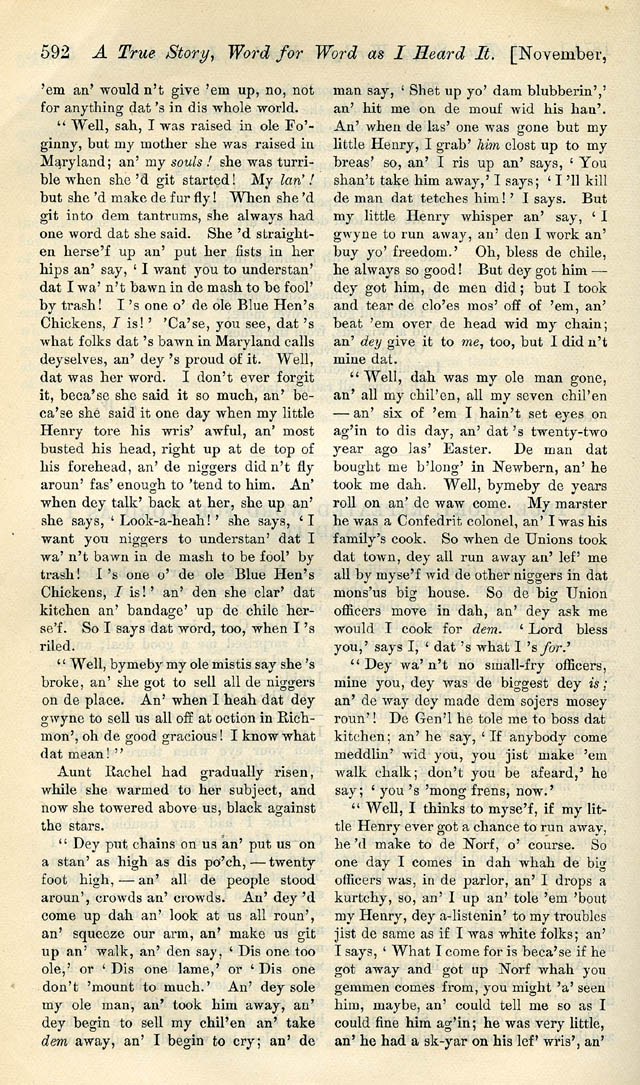 592 A True Story, Word for Word as I Heard It. [November,
'em an' would n't give 'em up, no, not
for anything dat 's in dis whole world.
“ Well, sah, I was raised in ole Fo'-
ginny, but my mother she was raised in
Maryland; an' my souls! she was turri-
ble when she 'd git started! My lan'!
but she 'd make de fur fly! When she 'd
git into dem tantrums, she always had
one word dat she said. She 'd straight-
en herse'f up an' put her fists in her
hips an' say, ‘ I want you to understan'
dat I wa' n't bawn in de mash to be fool'
by trash! I 's one o' de ole Blue Hen's
Chickens, I is! ’ 'Ca'se, you see, dat 's
what folks dat 's bawn in Maryland calls
deyselves, an' dey 's proud of it. Well,
dat was her word. I don't ever forgit
it, beca'se she said it so much, an' be-
ca'se she said it one day when my little
Henry tore his wris' awful, an' most
busted his head, right up at de top of
his forehead, an' de niggers did n't fly
aroun' fas' enough to 'tend to him. An'
when dey talk' back at her, she up an'
she says, ‘ Look-a-heah! ’ she says, ‘ I
want you niggers to understan' dat I
wa' n't bawn in de mash to be fool' by
trash! I 's one o' de ole Blue Hen's
Chickens, I is! ’ an' den she clar' dat
kitchen an' bandage' up de chile her-
se'f. So I says dat word, too, when I 's
riled.
“ Well, bymeby my ole mistis say she 's
broke, an' she got to sell all de niggers
on de place. An' when I heah dat dey
gwyne to sell us all off at oction in Rich-
mon', oh de good gracious! I know what
dat mean! ”
Aunt Rachel had gradually risen,
while she warmed to her subject, and
now she towered above us, black against
the stars.
“ Dey put chains on us an' put us on
a stan' as high as dis po'ch, — twenty
foot high, — an' all de people stood
aroun', crowds an' crowds. An' dey 'd
come up dah an' look at us all roun',
an' squeeze our arm, an' make us git
up an' walk, an' den say, ‘ Dis one too
ole,’ or ‘ Dis one lame,’ or ‘ Dis one
don't 'mount to much.’ An' dey sole
my ole man, an' took him away, an'
dey begin to sell my chil'en an' take
dem away, an' I begin to cry; an' de
man say, ‘ Shet up yo' dam blubberin',’
an' hit me on de mouf wid his han'.
An' when de las' one was gone but my
little Henry, I grab' him clost up to my
breas' so, an' I ris up an' says, ‘ You
shan't take him away,’ I says; ‘ I 'll kill
de man dat tetches him! ’ I says. But
my little Henry whisper an' say, ‘ I
gwyne to run away, an' den I work an'
buy yo' freedom.’ Oh, bless de chile,
he always so good! But dey got him —
dey got him, de men did; but I took
and tear de clo'es mos' off of 'em, an'
beat 'em over de head wid my chain;
an' dey give it to me, too, but I did n't
mine dat.
“ Well, dah was my ole man gone,
an' all my chil'en, all my seven chil'en
— an' six of 'em I hain't set eyes on
ag'in to dis day, an' dat 's twenty-two
year ago las' Easter. De man dat
bought me b'long' in Newbern, an' he
took me dah. Well, bymeby de years
roll on an' de waw come. My marster
he was a Confedrit colonel, an' I was his
family's cook. So when de Unions took
dat town, dey all run away an' lef' me
all by myse'f wid de other niggers in dat
mons'us big house. So de big Union
officers move in dah, an' dey ask me
would I cook for dem. ‘ Lord bless
you,’ says I, ‘ dat 's what I 's for.’
“ Dey wa' n't no small-fry officers,
mine you, dey was de biggest dey is;
an' de way dey made dem sojers mosey
roun'! De Gen'l he tole me to boss dat
kitchen; an' he say, ‘ If anybody come
meddlin' wid you, you jist make 'em
walk chalk; don't you be afeard,’ he
say; ‘ you 's 'mong frens, now.’
“ Well, I thinks to myse'f, if my lit-
tle Henry ever got a chance to run away,
he 'd make to de Norf, o' course. So
one day I comes in dah whah de big
officers was, in de parlor, an' I drops a
kurtchy, so, an' I up an' tole 'em 'bout
my Henry, dey a-listenin' to my troubles
jist de same as if I was white folks; an'
I says, ‘ What I come for is beca'se if he
got away and got up Norf whah you
gemmen comes from, you might 'a' seen
him, maybe, an' could tell me so as I
could fine him ag'in; he was very little,
an' he had a sk-yar on his lef' wris', an'